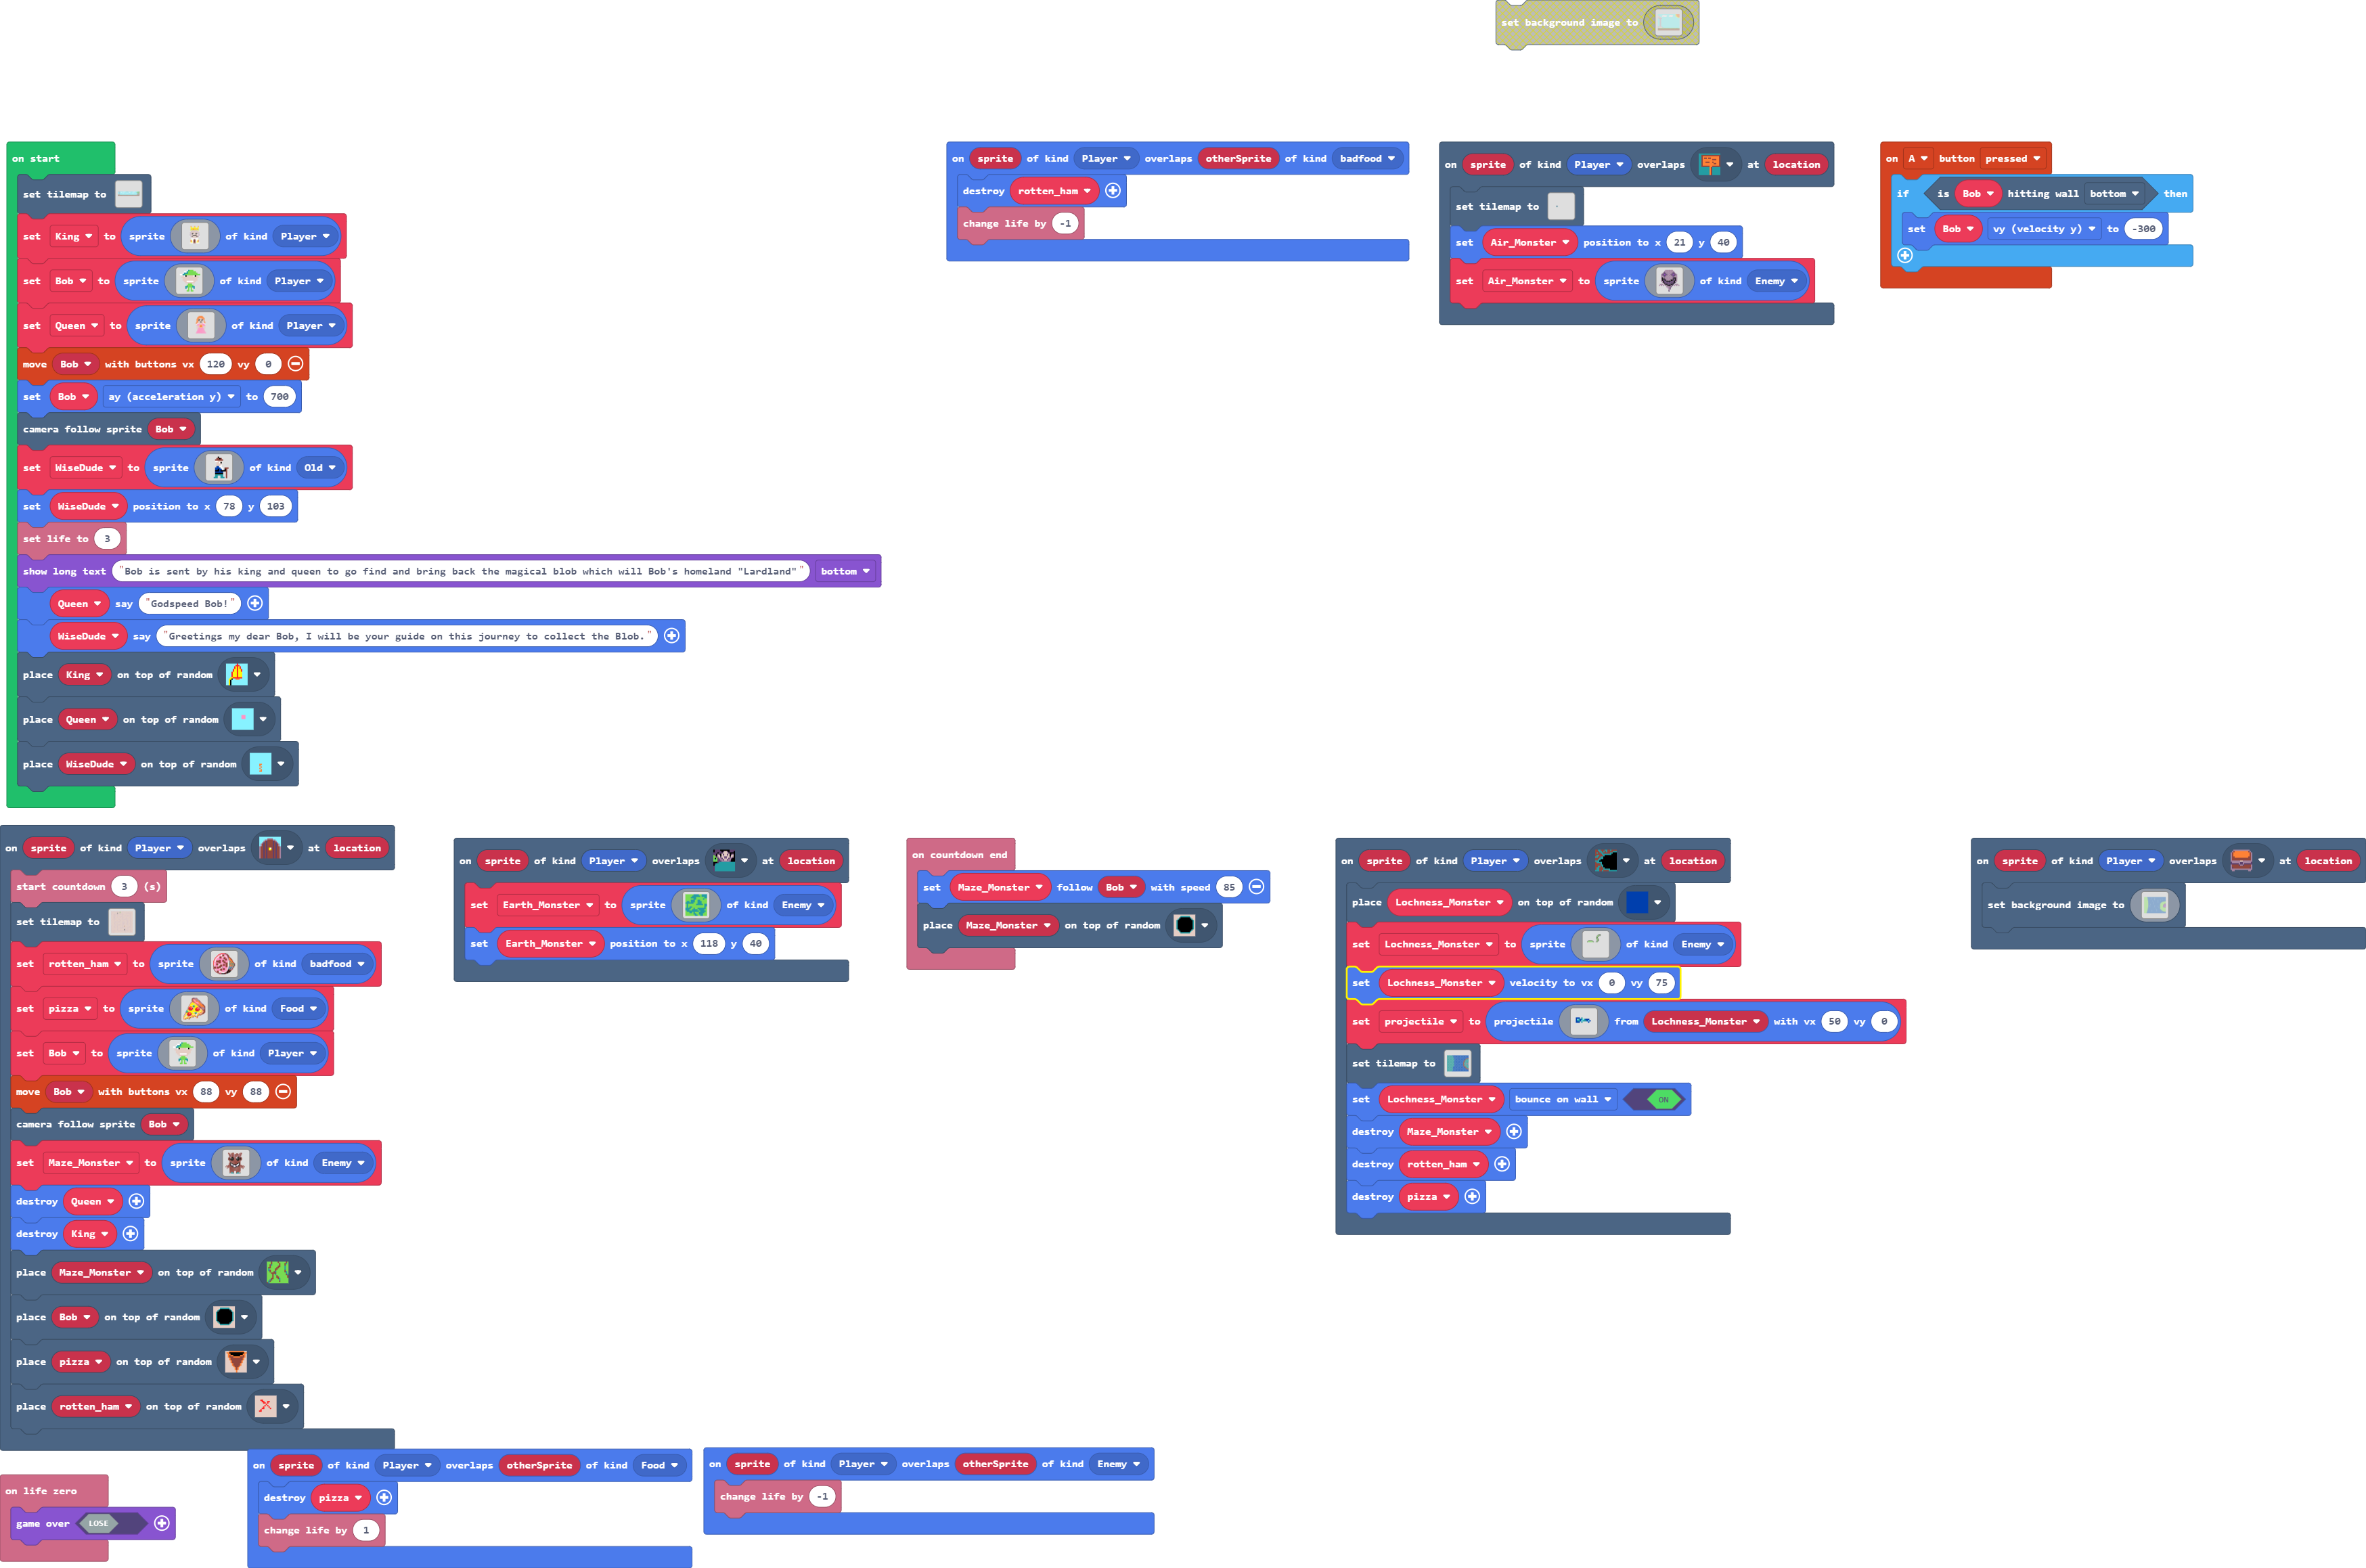 set background image to
on start
set tilemap to
set King to sprite of kind Player
set Bob to sprite of kind Player
set Queen to sprite of kind Player
move Bob with buttons vx 120 vy 0
set Bob ay (acceleration y) to 700
camera follow sprite Bob
set WiseDude to sprite of kind Old
set WiseDude position to x 78 y 103
set life to 3
show long text "Bob is sent by his king and queen to go find and bring back the magical blob which will Bob's homeland "Lardland"" bottom
Queen say "Godspeed Bob!"
WiseDude say "Greetings my dear Bob, I will be your guide on this journey to collect the Blob."
place King on top of random
place Queen on top of random
place WiseDude on top of random
on sprite of kind Player overlaps otherSprite of kind badfood
destroy rotten_ham
change life by -1
on sprite of kind Player overlaps at location
set tilemap to
set Air_Monster position to x 21 y 40
set Air_Monster to sprite of kind Enemy
on A button pressed
if is Bob hitting wall bottom then
set Bob vy (velocity y) to -300
on sprite of kind Player overlaps at location
start countdown 3 (s)
set tilemap to
set rotten_ham to sprite of kind badfood
set pizza to sprite of kind Food
set Bob to sprite of kind Player
move Bob with buttons vx 88 vy 88
camera follow sprite Bob
set Maze_Monster to sprite of kind Enemy
destroy Queen
destroy King
place Maze_Monster on top of random
place Bob on top of random
place pizza on top of random
place rotten_ham on top of random
on sprite of kind Player overlaps at location
set Earth_Monster to sprite of kind Enemy
set Earth_Monster position to x 118 y 40
on countdown end
set Maze_Monster follow Bob with speed 85
place Maze_Monster on top of random
on sprite of kind Player overlaps at location
place Lochness_Monster on top of random
set Lochness_Monster to sprite of kind Enemy
set Lochness_Monster velocity to vx 0 vy 75
set projectile to projectile from Lochness_Monster with vx 50 vy 0
set tilemap to
set Lochness_Monster bounce on wall ON
destroy Maze_Monster
destroy rotten_ham
destroy pizza
on sprite of kind Player overlaps at location
set background image to
on life zero
game over LOSE
on sprite of kind Player overlaps otherSprite of kind Food
destroy pizza
change life by 1
on sprite of kind Player overlaps otherSprite of kind Enemy
change life by -1